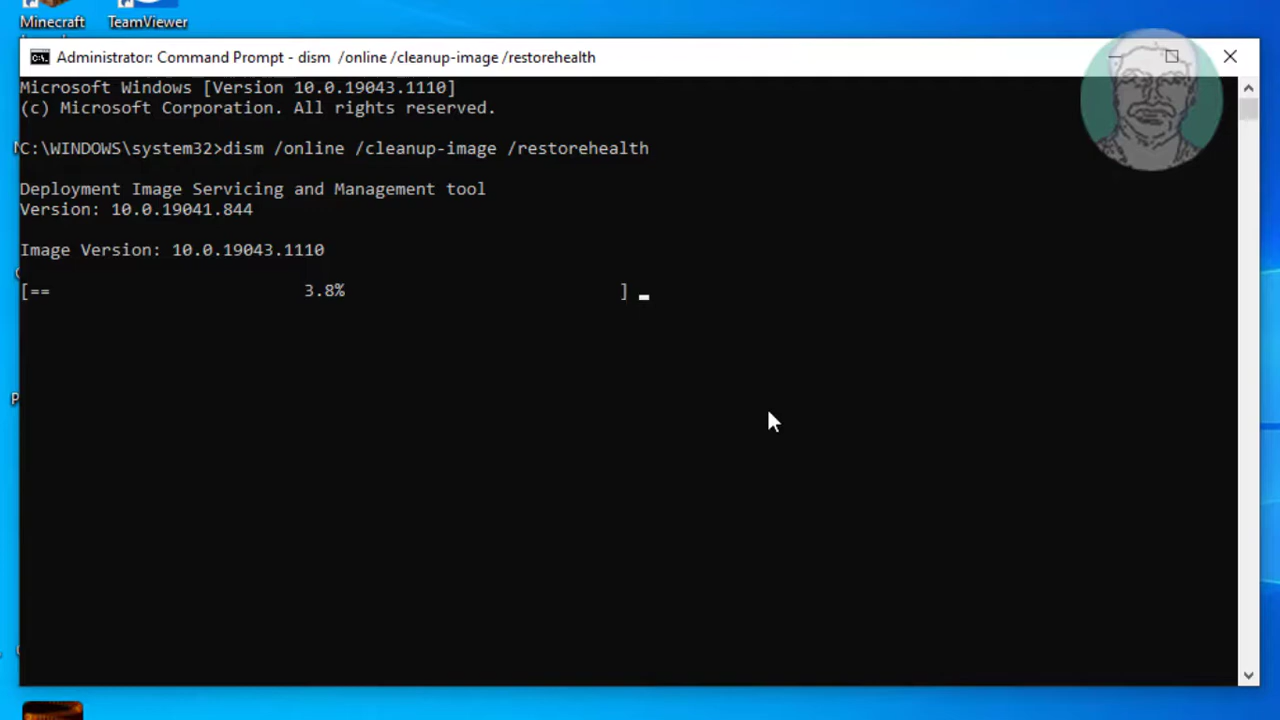 Minecraft
TeamViewer
Administrator: Command Prompt - dism  /online /cleanup-image /restorehealth
Microsoft Windows [Version 10.0.19043.1110]
(c) Microsoft Corporation. All rights reserved.
C:\WINDOWS\system32>dism /online /cleanup-image /restorehealth
Deployment Image Servicing and Management tool
Version: 10.0.19041.844
Image Version: 10.0.19043.1110
[==                         3.8%                           ]